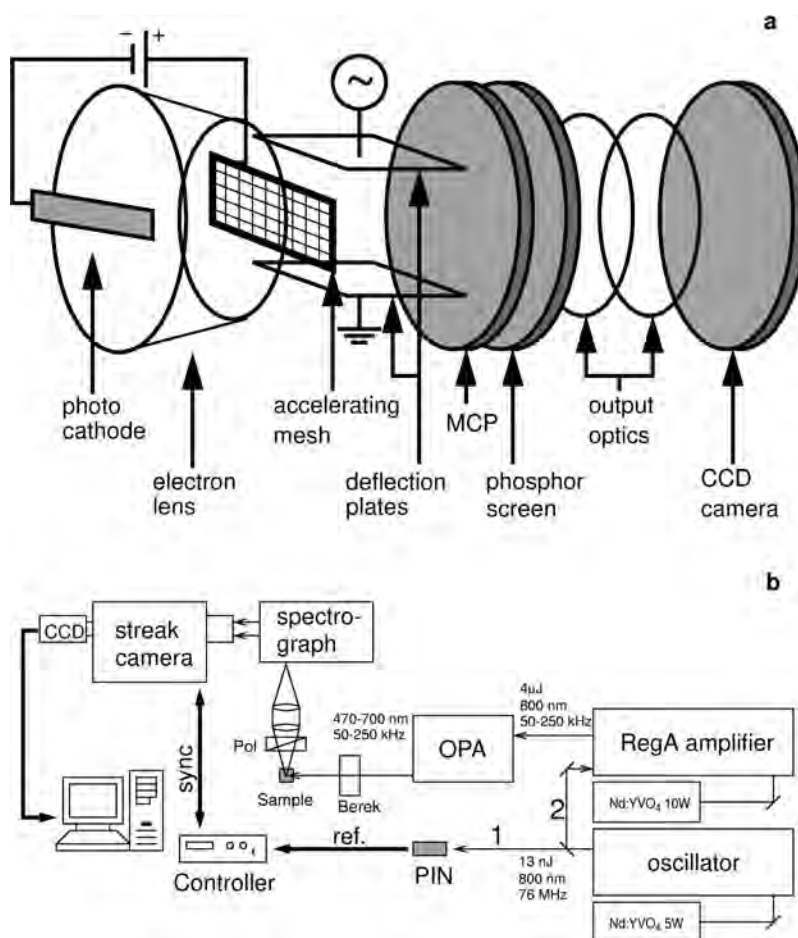 a
− +
~
photo
cathode
electron
lens
accelerating
mesh
deflection
plates
MCP
phosphor
screen
output
optics
CCD
camera
b
CCD
streak
camera
spectro-
graph
Pol
Sample
Berek
470-700 nm
50-250 kHz
OPA
4µJ
800 nm
50-250 kHz
RegA amplifier
Nd:YVO₄ 10W
2
sync
Controller
ref.
PIN
1
13 nJ
800 nm
76 MHz
oscillator
Nd:YVO₄ 5W